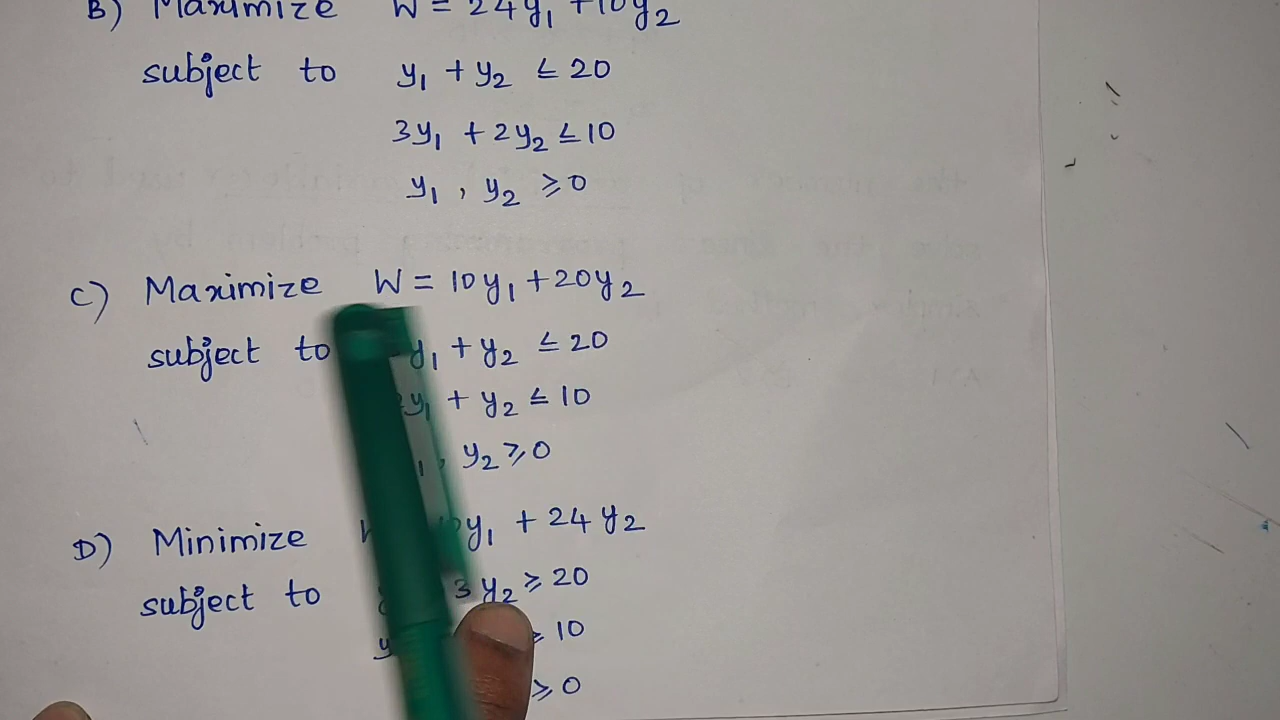 B) Maximize W = 24y₁ + 10y₂
subject to y₁ + y₂ ≤ 20
3y₁ + 2y₂ ≤ 10
y₁ , y₂ ≥ 0
C) Maximize W = 10y₁ + 20y₂
subject to y₁ + y₂ ≤ 20
y₁ + y₂ ≤ 10
y₂ ≥ 0
D) Minimize y₁ + 24y₂
subject to 3y₂ ≥ 20
≥ 10
≥ 0